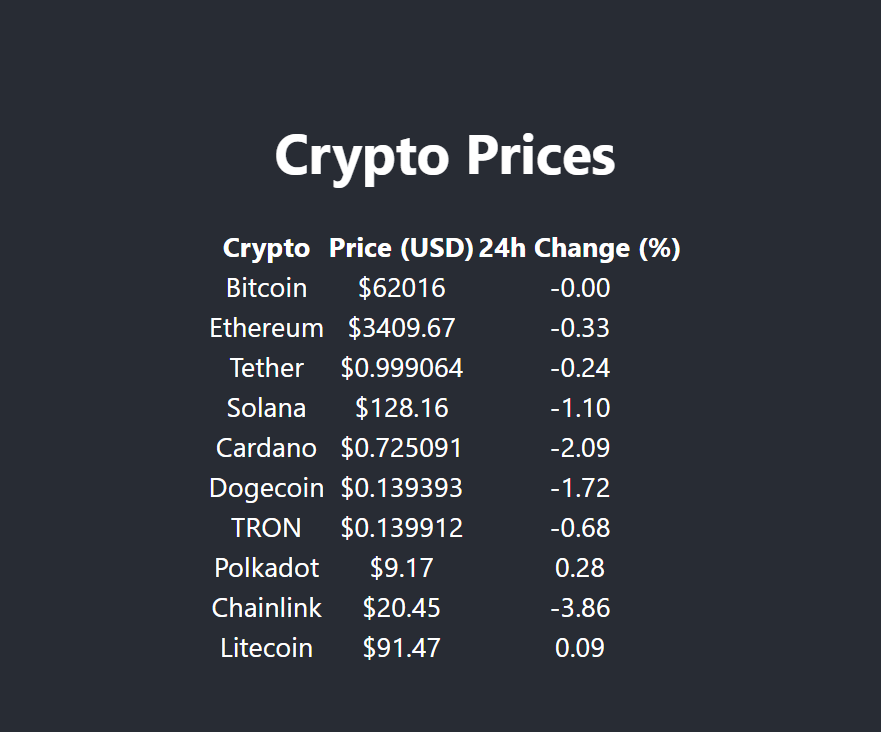 Crypto Prices
Crypto Price (USD) 24h Change (%)
Bitcoin $62016 -0.00
Ethereum $3409.67 -0.33
Tether $0.999064 -0.24
Solana $128.16 -1.10
Cardano $0.725091 -2.09
Dogecoin $0.139393 -1.72
TRON $0.139912 -0.68
Polkadot $9.17 0.28
Chainlink $20.45 -3.86
Litecoin $91.47 0.09